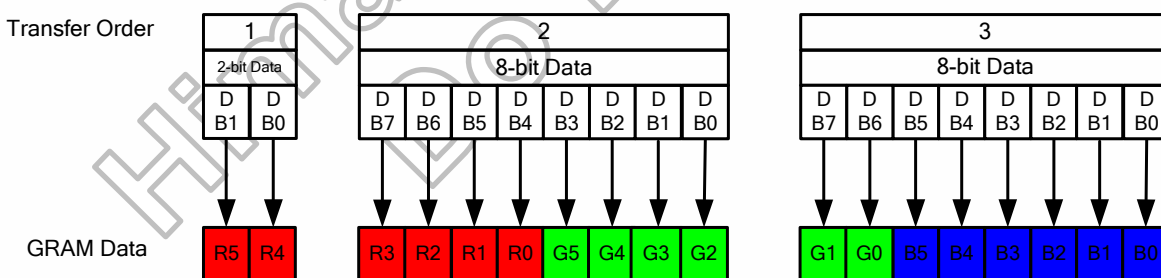 Transfer Order 1 2 3
2-bit Data 8-bit Data 8-bit Data
D D D D D D D D D D D D D D D D D D
B1 B0 B7 B6 B5 B4 B3 B2 B1 B0 B7 B6 B5 B4 B3 B2 B1 B0
GRAM Data R5 R4 R3 R2 R1 R0 G5 G4 G3 G2 G1 G0 B5 B4 B3 B2 B1 B0